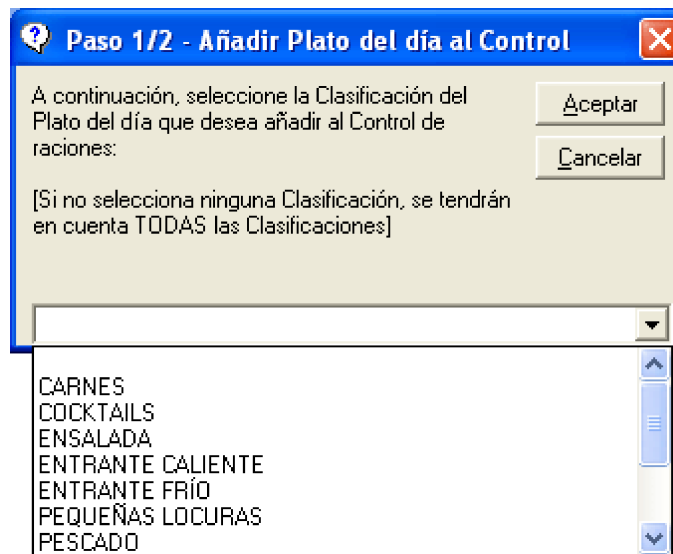 Paso 1/2 - Añadir Plato del día al Control
A continuación, seleccione la Clasificación del
Plato del día que desea añadir al Control de
raciones:
[Si no selecciona ninguna Clasificación, se tendrán
en cuenta TODAS las Clasificaciones]
Aceptar
Cancelar
CARNES
COCKTAILS
ENSALADA
ENTRANTE CALIENTE
ENTRANTE FRÍO
PEQUEÑAS LOCURAS
PESCADO